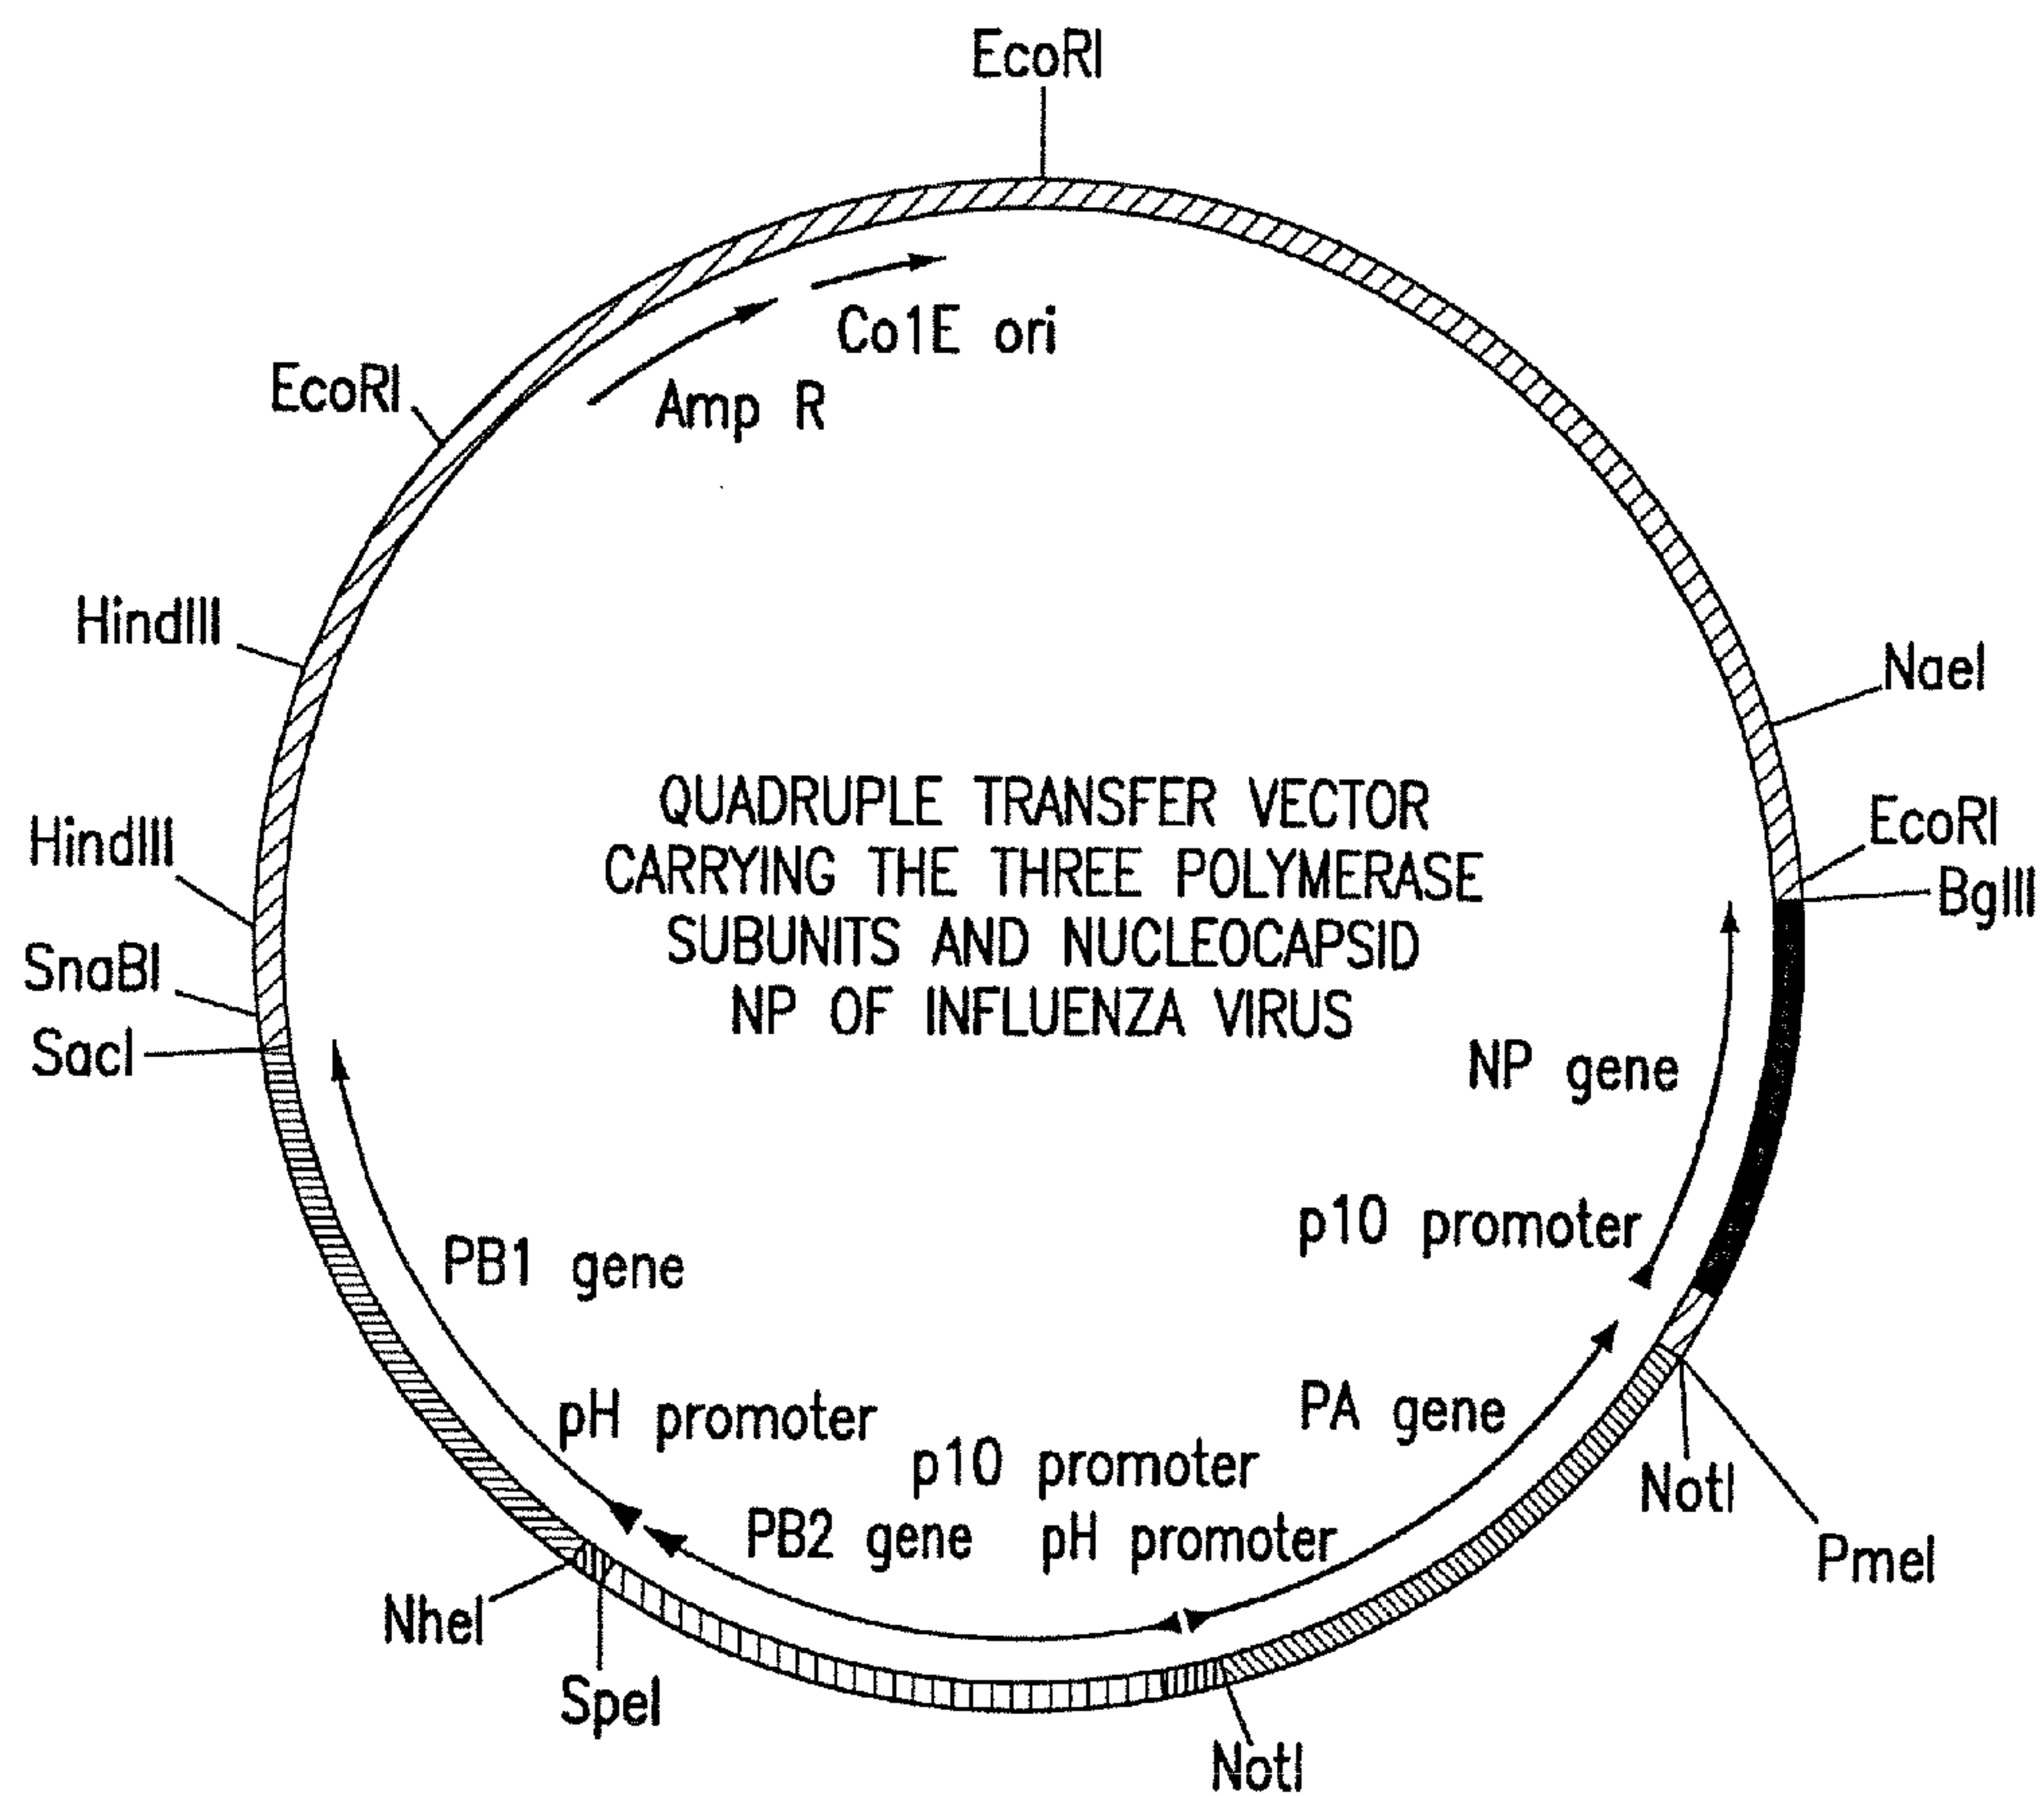 EcoRI
Co1E ori
EcoRI
Amp R
HindIII
NaeI
QUADRUPLE TRANSFER VECTOR
CARRYING THE THREE POLYMERASE
SUBUNITS AND NUCLEOCAPSID
NP OF INFLUENZA VIRUS
HindIII
EcoRI
BglII
SnaBI
SacI
NP gene
p10 promoter
PB1 gene
pH promoter
PA gene
p10 promoter
PB2 gene pH promoter
NotI
PmeI
NheI
SpeI
NotI